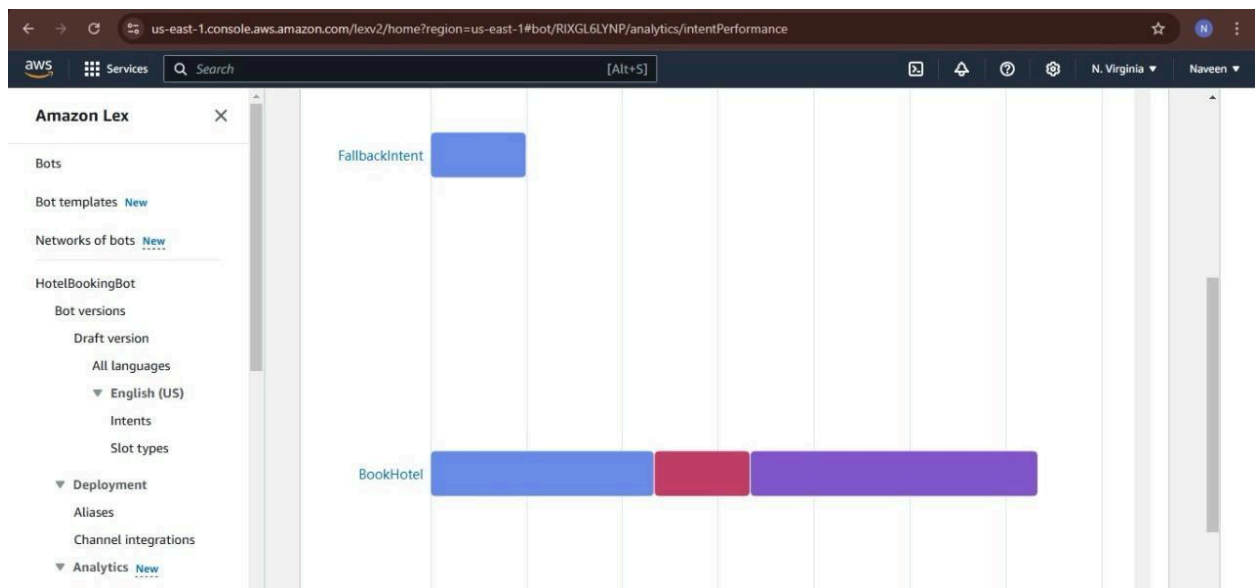 us-east-1.console.aws.amazon.com/lexv2/home?region=us-east-1#bot/RIXGL6LYNP/analytics/intentPerformance
N
aws
Services
Search
[Alt+S]
N. Virginia
Naveen
Amazon Lex
Bots
Bot templates New
Networks of bots New
HotelBookingBot
Bot versions
Draft version
All languages
English (US)
Intents
Slot types
Deployment
Aliases
Channel integrations
Analytics New
FallbackIntent
BookHotel